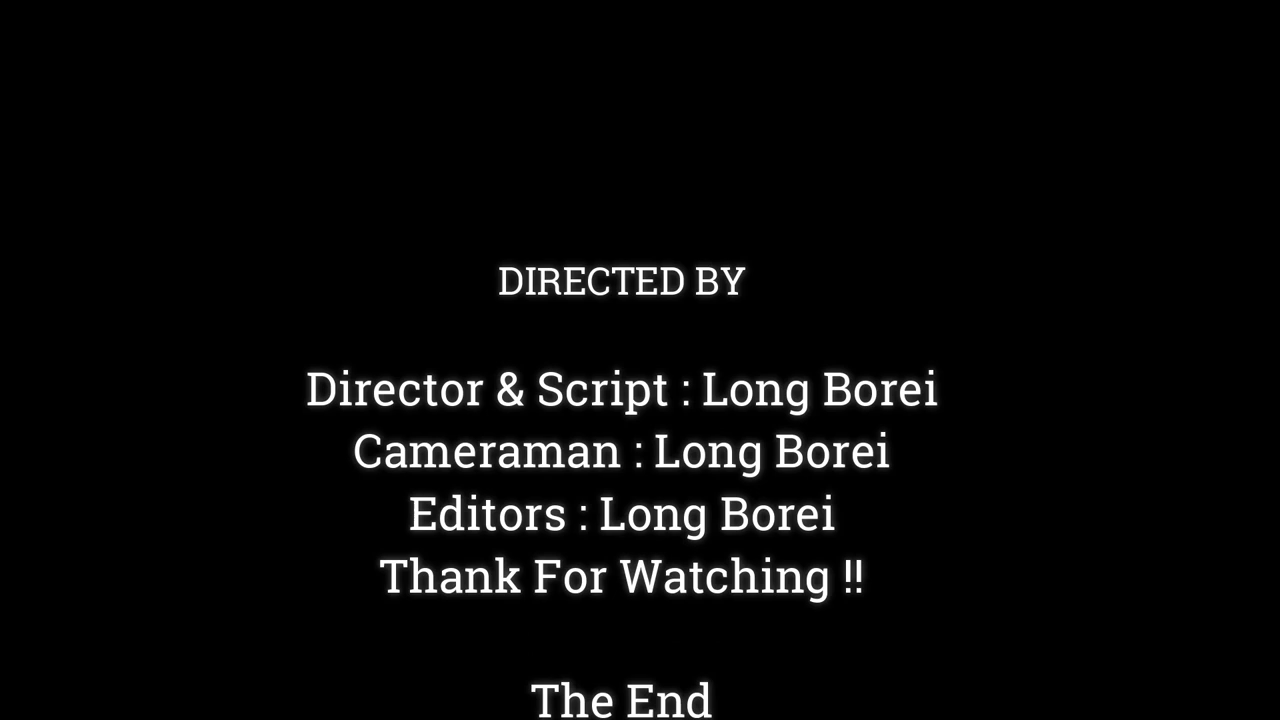 DIRECTED BY
Director & Script : Long Borei
Cameraman : Long Borei
Editors : Long Borei
Thank For Watching !!
The End